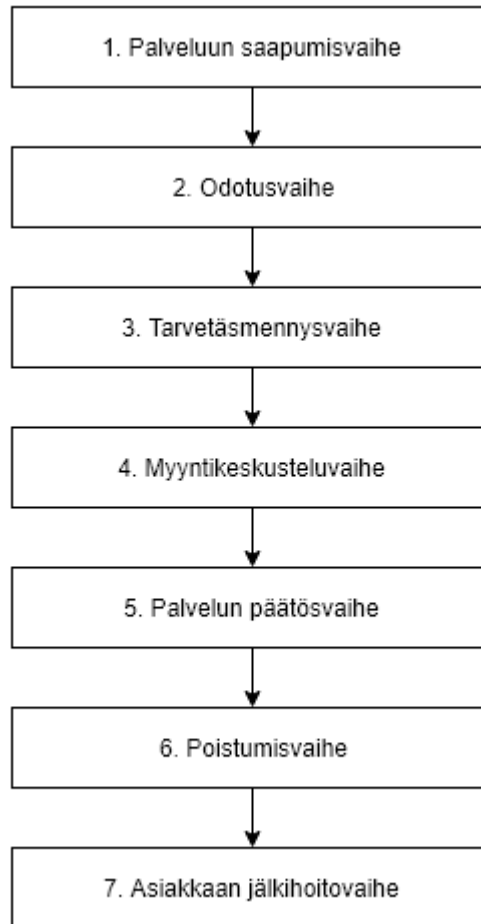 1. Palveluun saapumisvaihe
2. Odotusvaihe
3. Tarvetäsmennysvaihe
4. Myyntikeskusteluvaihe
5. Palvelun päätösvaihe
6. Poistumisvaihe
7. Asiakkaan jälkihoitovaihe